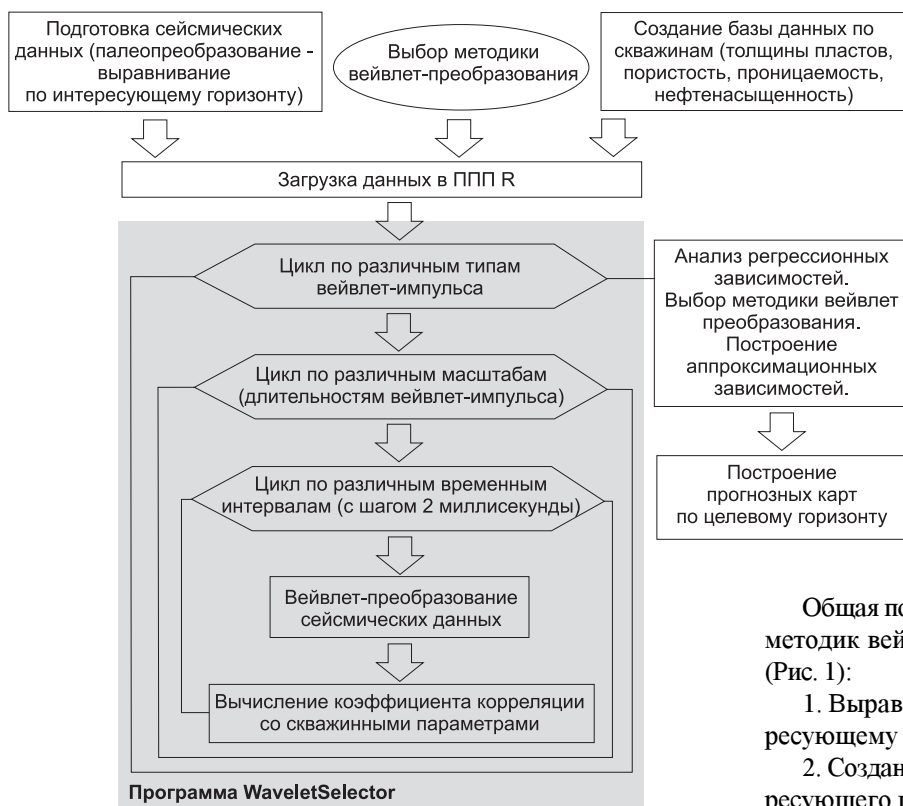 Подготовка сейсмических
данных (палеопреобразование -
выравнивание
по интересующему горизонту)
Выбор методики
вейвлет-преобразования
Создание базы данных по
скважинам (толщины пластов,
пористость, проницаемость,
нефтенасыщенность)
Загрузка данных в ППП R
Цикл по различным типам
вейвлет-импульса
Цикл по различным масштабам
(длительностям вейвлет-импульса)
Цикл по различным временным
интервалам (с шагом 2 миллисекунды)
Вейвлет-преобразование
сейсмических данных
Вычисление коэффициента корреляции
со скважинными параметрами
Программа WaveletSelector
Анализ регрессионных
зависимостей.
Выбор методики вейвлет
преобразования.
Построение
аппроксимационных
зависимостей.
Построение
прогнозных карт
по целевому горизонту
Общая по
методик вей
(Рис. 1):
1. Вырав
ресующему
2. Создан